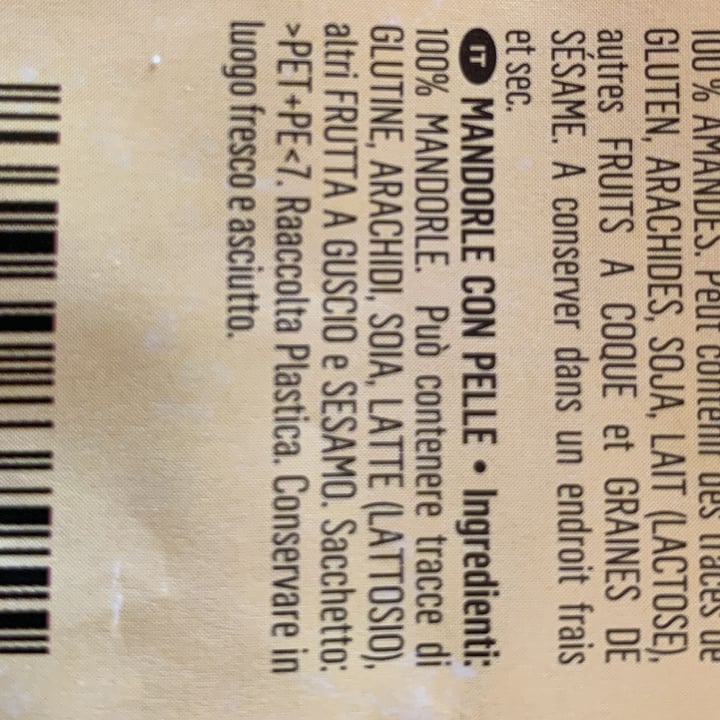 100% AMANDES. Peut contenir des traces de
GLUTEN, ARACHIDES, SOJA, LAIT (LACTOSE),
autres FRUITS A COQUE et GRAINES DE
SÉSAME. A conserver dans un endroit frais
et sec.
IT MANDORLE CON PELLE • Ingredienti:
100% MANDORLE. Può contenere tracce di
GLUTINE, ARACHIDI, SOIA, LATTE (LATTOSIO),
altri FRUTTA A GUSCIO e SESAMO. Sacchetto:
>PET+PE<7. Raaccolta Plastica. Conservare in
luogo fresco e asciutto.